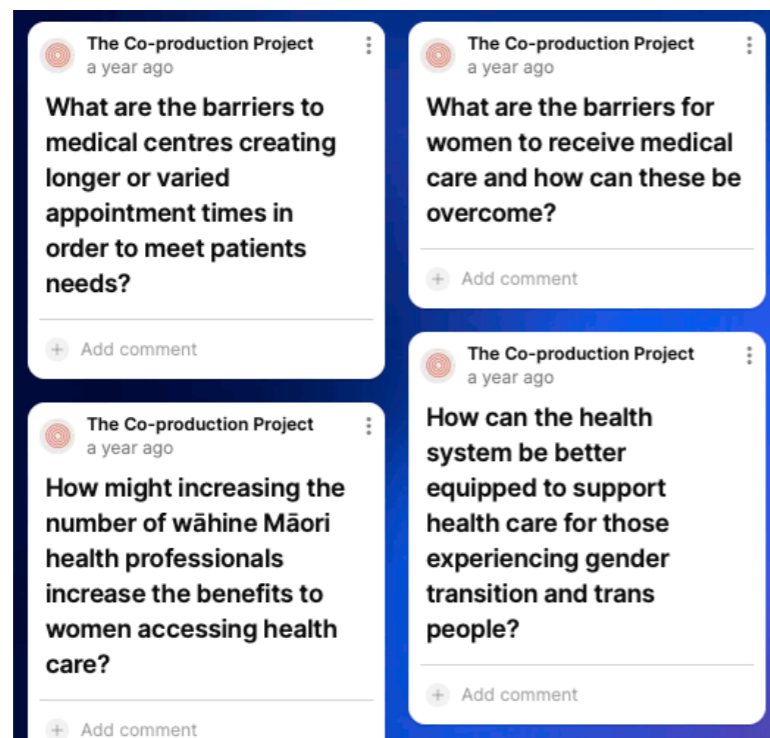 The Co-production Project
a year ago
What are the barriers to
medical centres creating
longer or varied
appointment times in
order to meet patients
needs?
Add comment
The Co-production Project
a year ago
How might increasing the
number of wāhine Māori
health professionals
increase the benefits to
women accessing health
care?
Add comment
The Co-production Project
a year ago
What are the barriers for
women to receive medical
care and how can these be
overcome?
Add comment
The Co-production Project
a year ago
How can the health
system be better
equipped to support
health care for those
experiencing gender
transition and trans
people?
Add comment